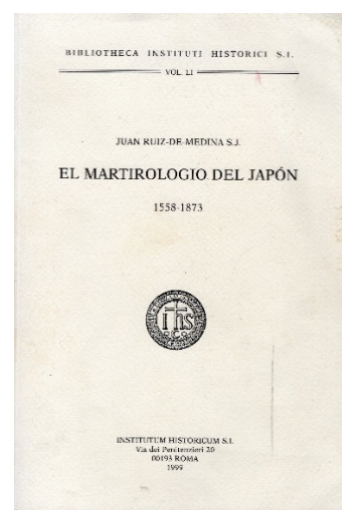 BIBLIOTHECA INSTITUTI HISTORICI S.I.
VOL. LI
JUAN RUIZ-DE-MEDINA S.J.
EL MARTIROLOGIO DEL JAPÓN
1558-1873
IHS
INSTITUTUM HISTORICUM S.I.
Via dei Penitenzieri 20
00193 ROMA
1999